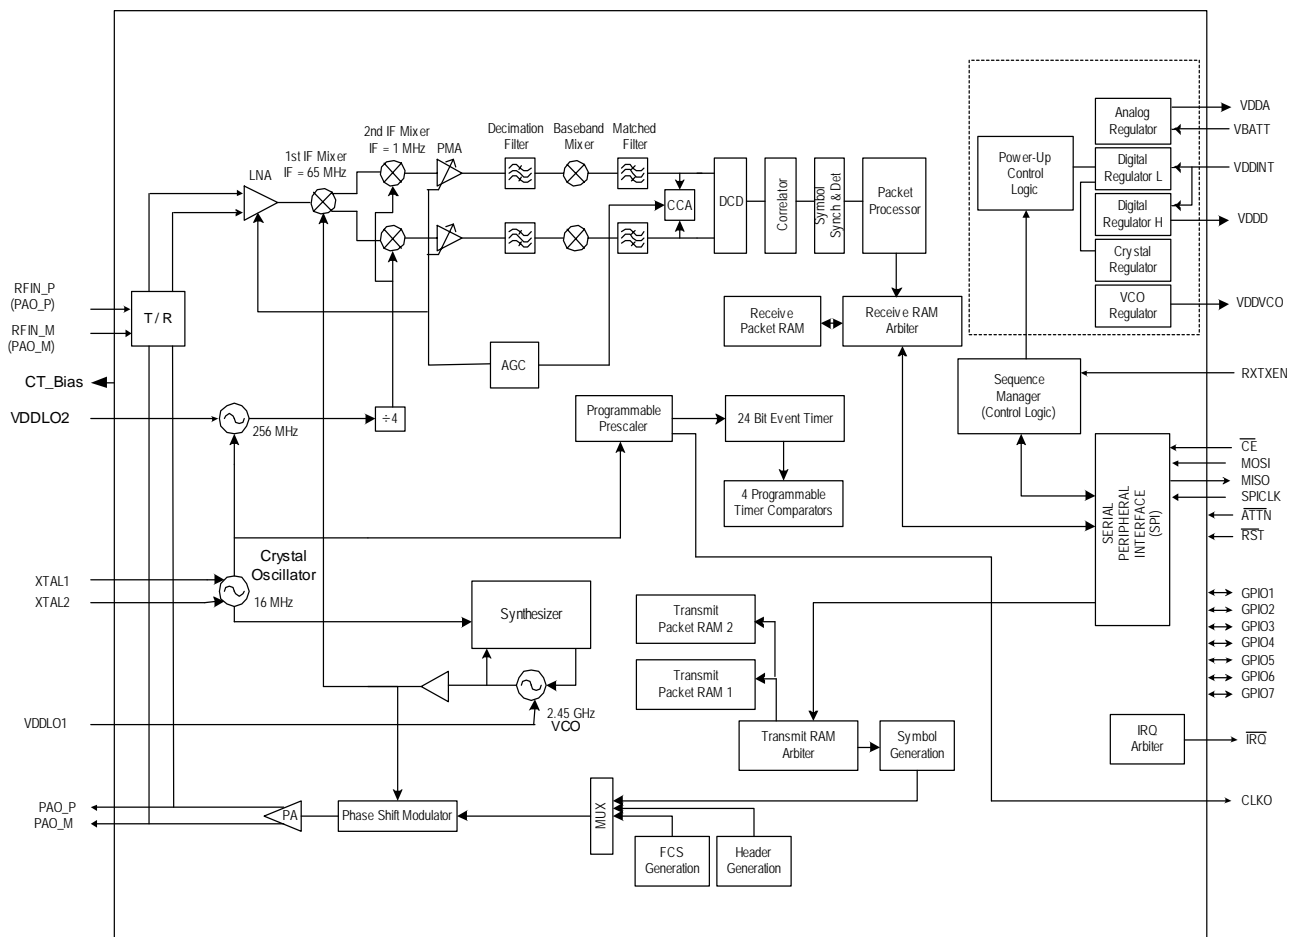 Analog
Regulator
VDDA
VBATT
Power-Up
Control
Logic
Digital
Regulator L
VDDINT
Digital
Regulator H
VDDD
Crystal
Regulator
VCO
Regulator
VDDVCO
2nd IF Mixer
IF = 1 MHz
PMA
Decimation
Filter
Baseband
Mixer
Matched
Filter
1st IF Mixer
IF = 65 MHz
LNA
CCA
DCD
Correlator
Symbol
Synch & Det
Packet
Processor
RFIN_P
(PAO_P)
RFIN_M
(PAO_M)
T / R
Receive
Packet RAM
Receive RAM
Arbiter
AGC
CT_Bias
Sequence
Manager
(Control Logic)
RXTXEN
VDDLO2
256 MHz
÷4
Programmable
Prescaler
24 Bit Event Timer
4 Programmable
Timer Comparators
SERIAL
PERIPHERAL
INTERFACE
(SPI)
CE
MOSI
MISO
SPICLK
ATTN
RST
Crystal
Oscillator
XTAL1
XTAL2
16 MHz
Synthesizer
Transmit
Packet RAM 2
Transmit
Packet RAM 1
GPIO1
GPIO2
GPIO3
GPIO4
GPIO5
GPIO6
GPIO7
VDDLO1
2.45 GHz
VCO
Transmit RAM
Arbiter
Symbol
Generation
IRQ
Arbiter
IRQ
PAO_P
PAO_M
PA
Phase Shift Modulator
MUX
CLKO
FCS
Generation
Header
Generation